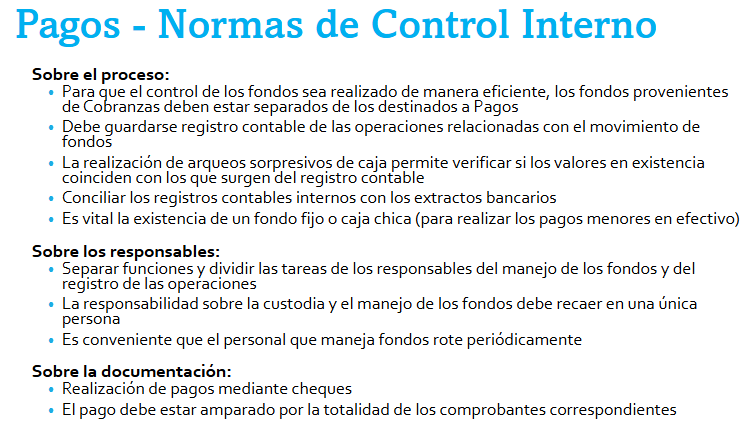 Pagos - Normas de Control Interno
Sobre el proceso:
• Para que el control de los fondos sea realizado de manera eficiente, los fondos provenientes
de Cobranzas deben estar separados de los destinados a Pagos
• Debe guardarse registro contable de las operaciones relacionadas con el movimiento de
fondos
• La realización de arqueos sorpresivos de caja permite verificar si los valores en existencia
coinciden con los que surgen del registro contable
• Conciliar los registros contables internos con los extractos bancarios
• Es vital la existencia de un fondo fijo o caja chica (para realizar los pagos menores en efectivo)
Sobre los responsables:
• Separar funciones y dividir las tareas de los responsables del manejo de los fondos y del
registro de las operaciones
• La responsabilidad sobre la custodia y el manejo de los fondos debe recaer en una única
persona
• Es conveniente que el personal que maneja fondos rote periódicamente
Sobre la documentación:
• Realización de pagos mediante cheques
• El pago debe estar amparado por la totalidad de los comprobantes correspondientes